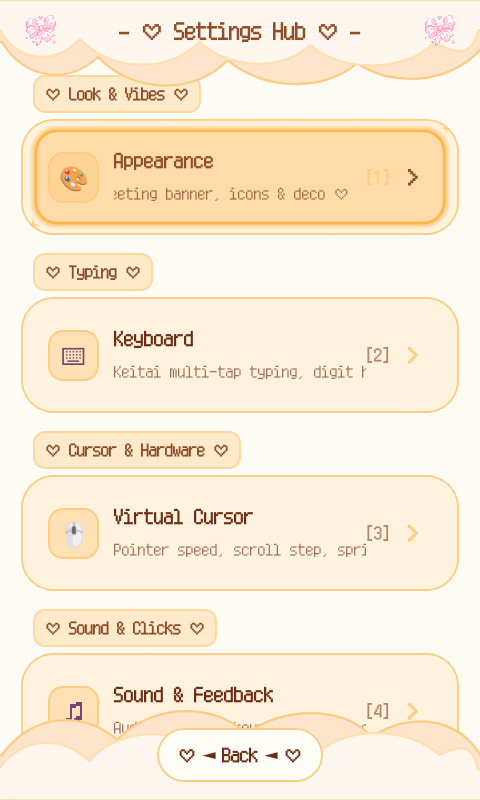 – ♡ Settings Hub ♡ –
♡ Look & Vibes ♡
Appearance
[1]
banner, icons & deco ♡
♡ Typing ♡
Keyboard
[2]
Keitai multi-tap typing, digit
♡ Cursor & Hardware ♡
Virtual Cursor
[3]
Pointer speed, scroll step, spri
♡ Sound & Clicks ♡
Sound & Feedback
[4]
♡ ◄ Back ◄ ♡